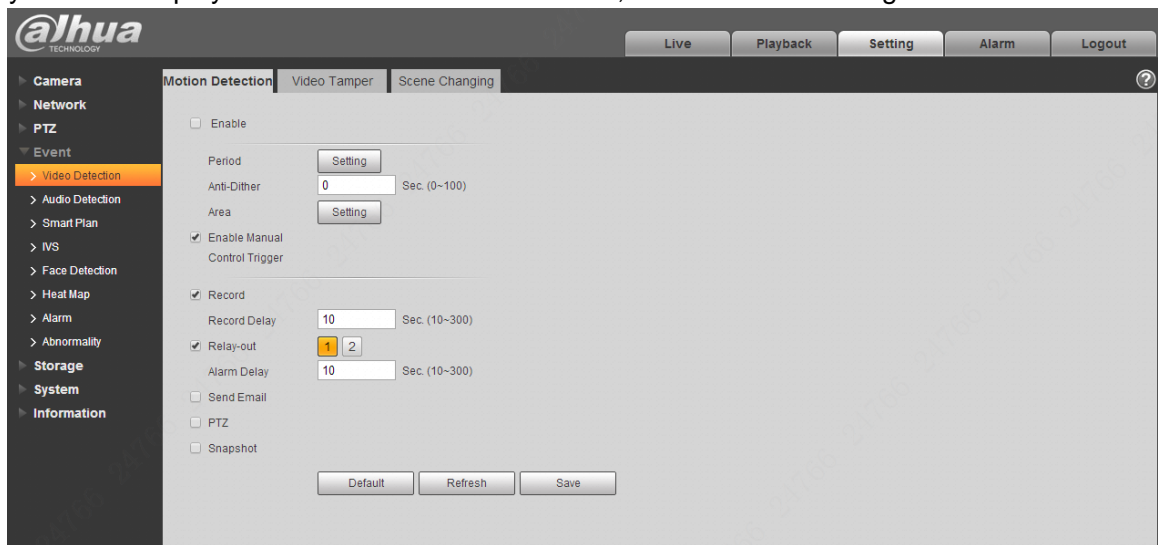 alhua
TECHNOLOGY
Live
Playback
Setting
Alarm
Logout
Camera
Network
PTZ
Event
Video Detection
Audio Detection
Smart Plan
IVS
Face Detection
Heat Map
Alarm
Abnormality
Storage
System
Information
Motion Detection
Video Tamper
Scene Changing
?
Enable
Period
Setting
Anti-Dither
0
Sec. (0~100)
Area
Setting
Enable Manual
Control Trigger
Record
Record Delay
10
Sec. (10~300)
Relay-out
1
2
Alarm Delay
10
Sec. (10~300)
Send Email
PTZ
Snapshot
Default
Refresh
Save